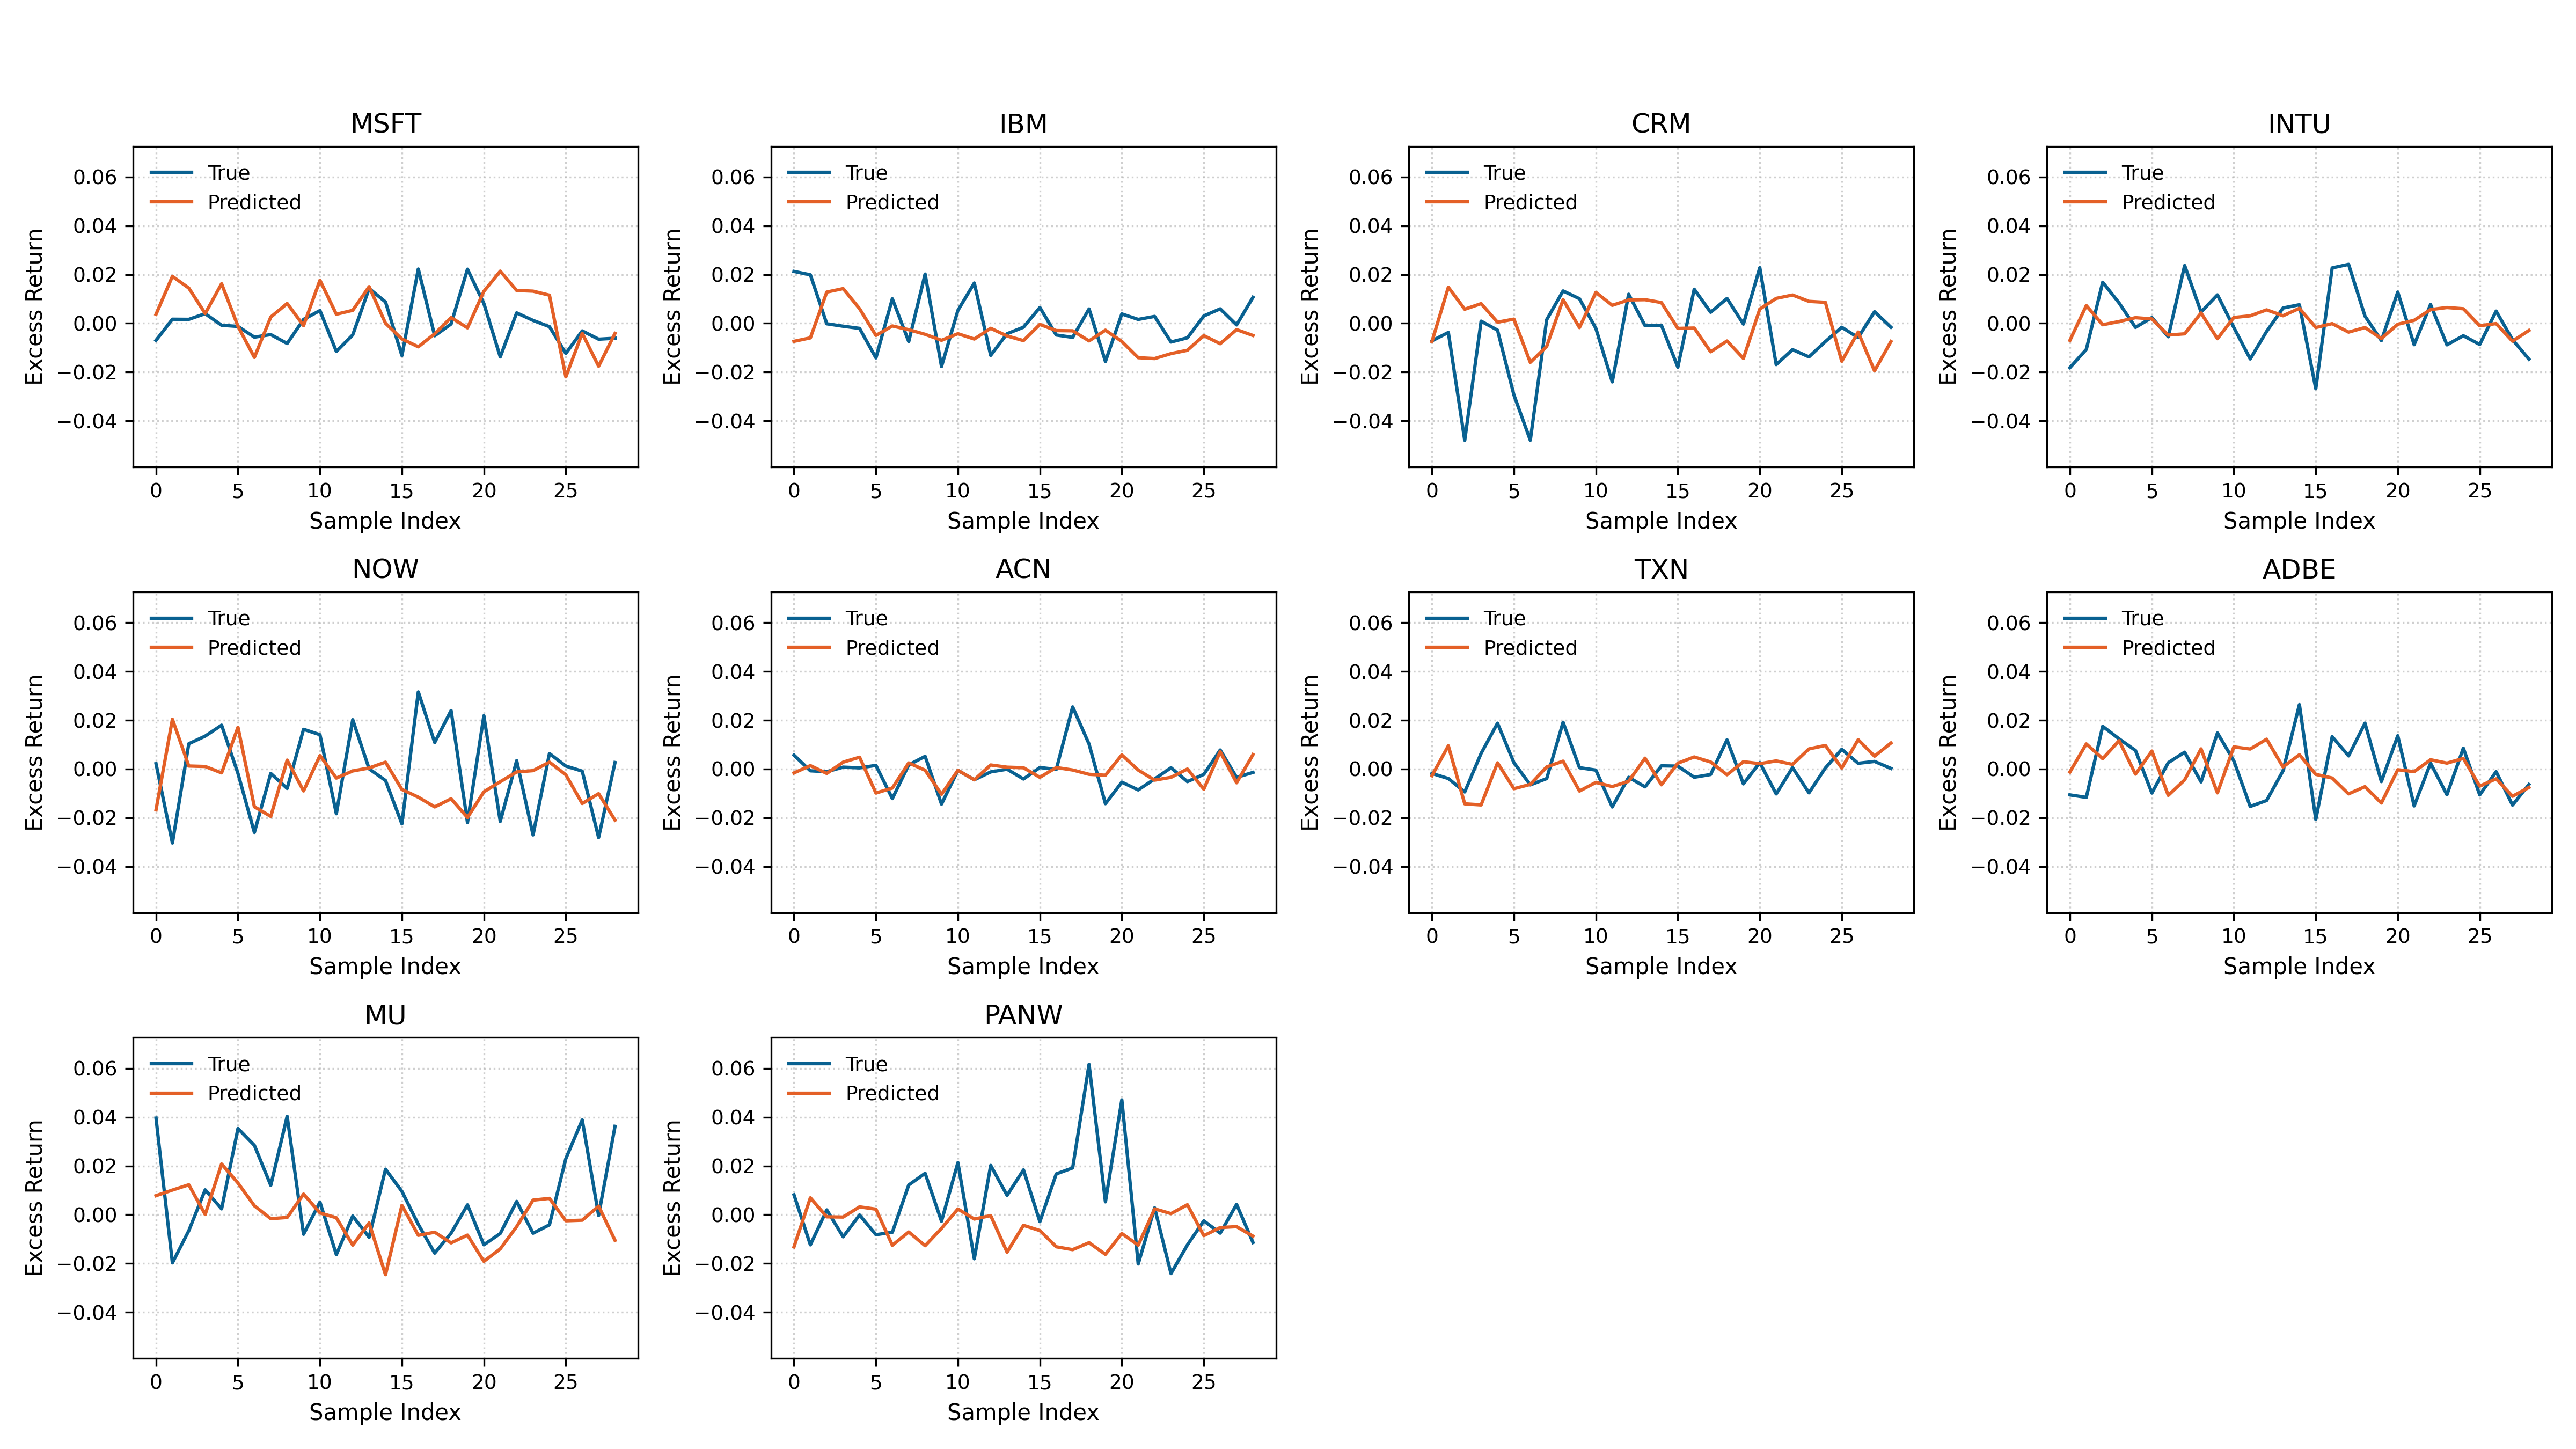 MSFT
True
Predicted
0.06
0.04
0.02
0.00
−0.02
−0.04
Excess Return
0 5 10 15 20 25
Sample Index
IBM
True
Predicted
0.06
0.04
0.02
0.00
−0.02
−0.04
Excess Return
0 5 10 15 20 25
Sample Index
CRM
True
Predicted
0.06
0.04
0.02
0.00
−0.02
−0.04
Excess Return
0 5 10 15 20 25
Sample Index
INTU
True
Predicted
0.06
0.04
0.02
0.00
−0.02
−0.04
Excess Return
0 5 10 15 20 25
Sample Index
NOW
True
Predicted
0.06
0.04
0.02
0.00
−0.02
−0.04
Excess Return
0 5 10 15 20 25
Sample Index
ACN
True
Predicted
0.06
0.04
0.02
0.00
−0.02
−0.04
Excess Return
0 5 10 15 20 25
Sample Index
TXN
True
Predicted
0.06
0.04
0.02
0.00
−0.02
−0.04
Excess Return
0 5 10 15 20 25
Sample Index
ADBE
True
Predicted
0.06
0.04
0.02
0.00
−0.02
−0.04
Excess Return
0 5 10 15 20 25
Sample Index
MU
True
Predicted
0.06
0.04
0.02
0.00
−0.02
−0.04
Excess Return
0 5 10 15 20 25
Sample Index
PANW
True
Predicted
0.06
0.04
0.02
0.00
−0.02
−0.04
Excess Return
0 5 10 15 20 25
Sample Index